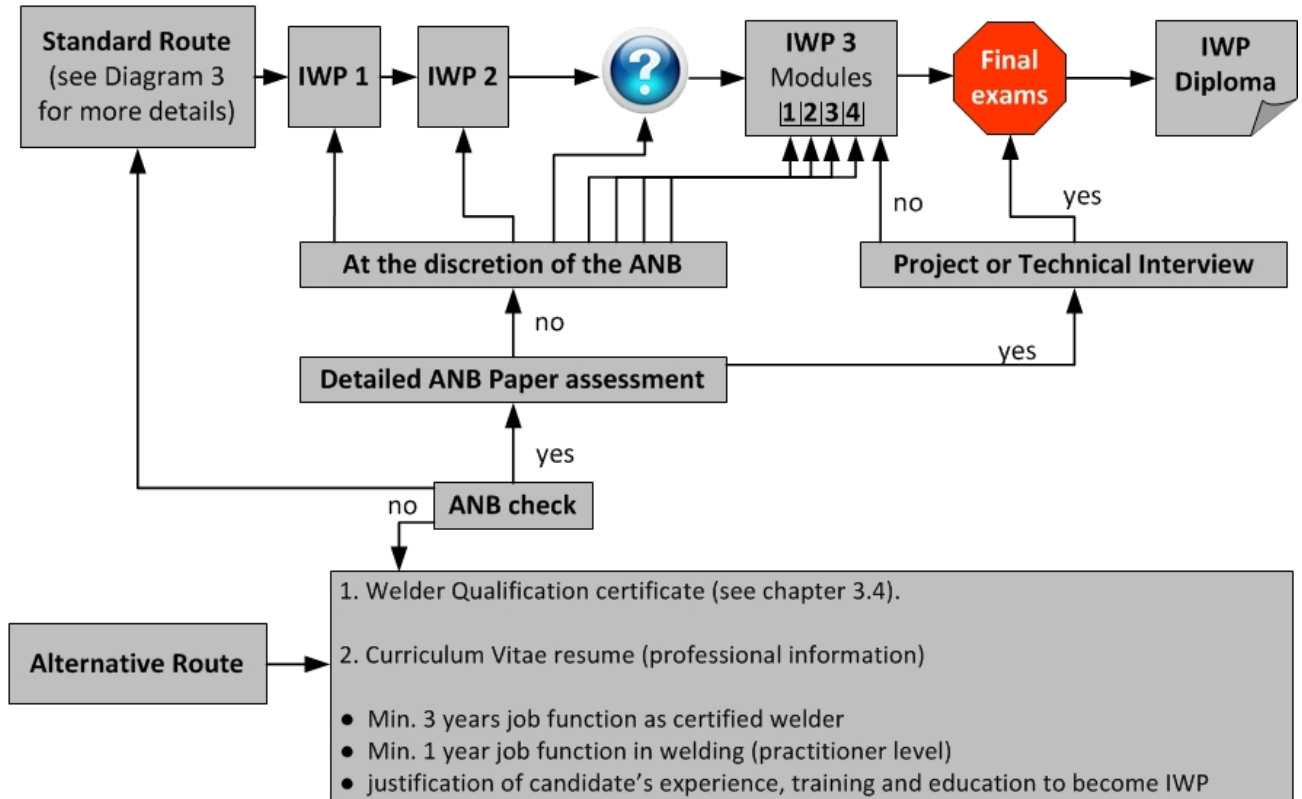 Standard Route
(see Diagram 3
for more details)
IWP 1
IWP 2
?
IWP 3
Modules
1 2 3 4
Final
exams
IWP
Diploma
no
yes
At the discretion of the ANB
Project or Technical Interview
no
yes
Detailed ANB Paper assessment
yes
no
ANB check
Alternative Route
1. Welder Qualification certificate (see chapter 3.4).
2. Curriculum Vitae resume (professional information)
● Min. 3 years job function as certified welder
● Min. 1 year job function in welding (practitioner level)
● justification of candidate’s experience, training and education to become IWP